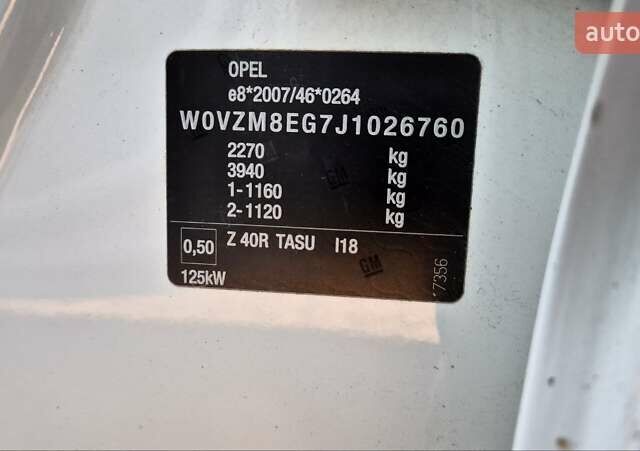 auto
OPEL
e8*2007/46*0264
W0VZM8EG7J1026760
2270 kg
3940 kg
1-1160 kg
2-1120 kg
0,50 Z 40R TASU I18
125kW
GM
7356